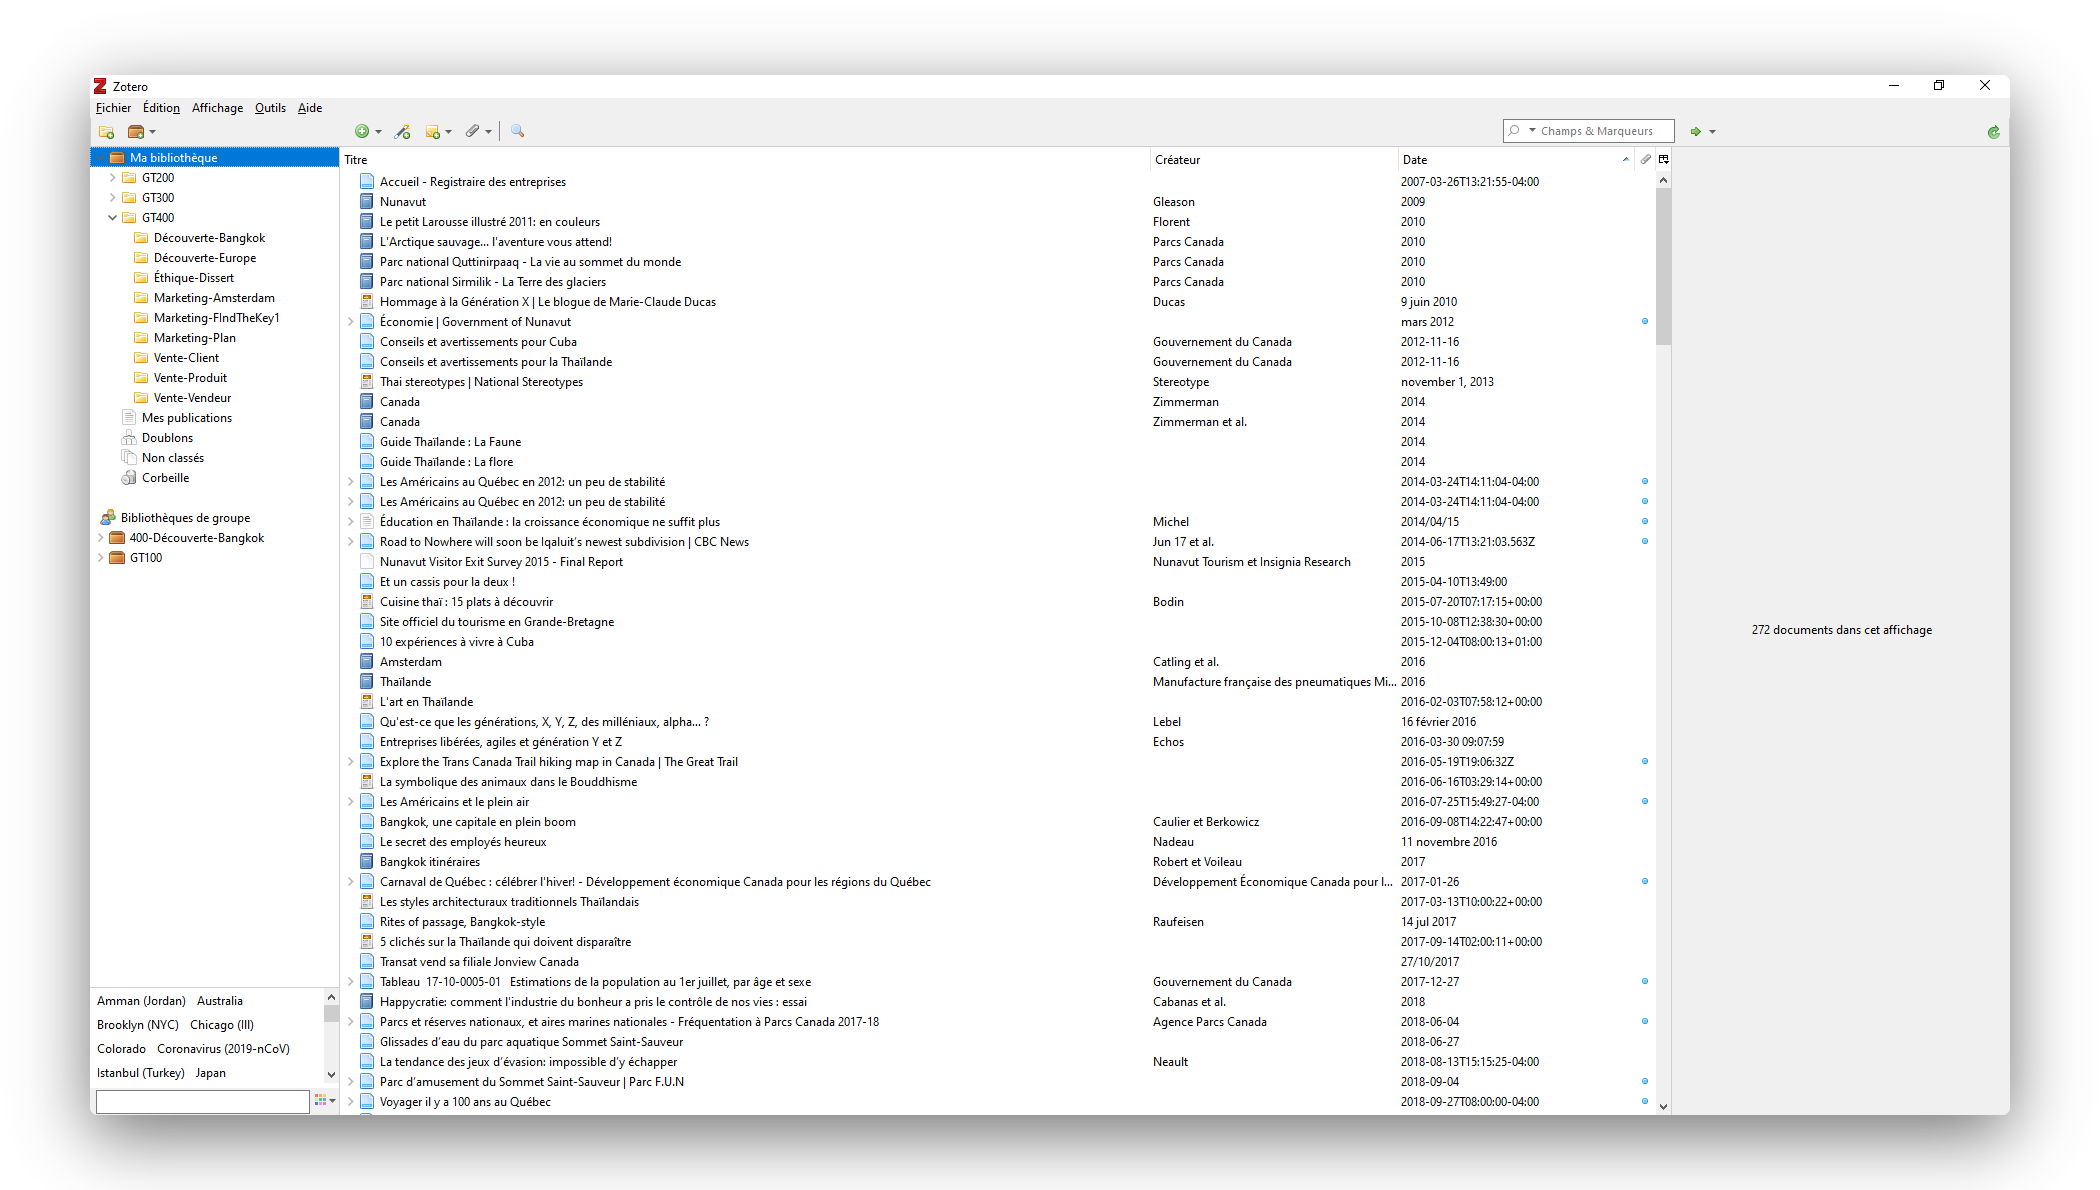 Zotero
Fichier Édition Affichage Outils Aide
Champs & Marqueurs
Ma bibliothèque
GT200
GT300
GT400
Découverte-Bangkok
Découverte-Europe
Éthique-Dissert
Marketing-Amsterdam
Marketing-FIndTheKey1
Marketing-Plan
Vente-Client
Vente-Produit
Vente-Vendeur
Mes publications
Doublons
Non classés
Corbeille
Bibliothèques de groupe
400-Découverte-Bangkok
GT100
Amman (Jordan) Australia
Brooklyn (NYC) Chicago (Ill)
Colorado Coronavirus (2019-nCoV)
Istanbul (Turkey) Japan
Titre Créateur Date
Accueil - Registraire des entreprises 2007-03-26T13:21:55-04:00
Nunavut Gleason 2009
Le petit Larousse illustré 2011: en couleurs Florent 2010
L'Arctique sauvage... l'aventure vous attend! Parcs Canada 2010
Parc national Quttinirpaaq - La vie au sommet du monde Parcs Canada 2010
Parc national Sirmilik - La Terre des glaciers Parcs Canada 2010
Hommage à la Génération X | Le blogue de Marie-Claude Ducas Ducas 9 juin 2010
Économie | Government of Nunavut mars 2012
Conseils et avertissements pour Cuba Gouvernement du Canada 2012-11-16
Conseils et avertissements pour la Thaïlande Gouvernement du Canada 2012-11-16
Thai stereotypes | National Stereotypes Stereotype november 1, 2013
Canada Zimmerman 2014
Canada Zimmerman et al. 2014
Guide Thaïlande : La Faune 2014
Guide Thaïlande : La flore 2014
Les Américains au Québec en 2012: un peu de stabilité 2014-03-24T14:11:04-04:00
Les Américains au Québec en 2012: un peu de stabilité 2014-03-24T14:11:04-04:00
Éducation en Thaïlande : la croissance économique ne suffit plus Michel 2014/04/15
Road to Nowhere will soon be Iqaluit's newest subdivision | CBC News Jun 17 et al. 2014-06-17T13:21:03.563Z
Nunavut Visitor Exit Survey 2015 - Final Report Nunavut Tourism et Insignia Research 2015
Et un cassis pour la deux ! 2015-04-10T13:49:00
Cuisine thaï : 15 plats à découvrir Bodin 2015-07-20T07:17:15+00:00
Site officiel du tourisme en Grande-Bretagne 2015-10-08T12:38:30+00:00
10 expériences à vivre à Cuba 2015-12-04T08:00:13+01:00
Amsterdam Catling et al. 2016
Thaïlande Manufacture française des pneumatiques Mi... 2016
L'art en Thaïlande 2016-02-03T07:58:12+00:00
Qu'est-ce que les générations, X, Y, Z, des milléniaux, alpha... ? Lebel 16 février 2016
Entreprises libérées, agiles et génération Y et Z Echos 2016-03-30 09:07:59
Explore the Trans Canada Trail hiking map in Canada | The Great Trail 2016-05-19T19:06:32Z
La symbolique des animaux dans le Bouddhisme 2016-06-16T03:29:14+00:00
Les Américains et le plein air 2016-07-25T15:49:27-04:00
Bangkok, une capitale en plein boom Caulier et Berkowicz 2016-09-08T14:22:47+00:00
Le secret des employés heureux Nadeau 11 novembre 2016
Bangkok itinéraires Robert et Voileau 2017
Carnaval de Québec : célébrer l'hiver! - Développement économique Canada pour les régions du Québec Développement Économique Canada pour l... 2017-01-26
Les styles architecturaux traditionnels Thaïlandais 2017-03-13T10:00:22+00:00
Rites of passage, Bangkok-style Raufeisen 14 jul 2017
5 clichés sur la Thaïlande qui doivent disparaître 2017-09-14T02:00:11+00:00
Transat vend sa filiale Jonview Canada 27/10/2017
Tableau 17-10-0005-01 Estimations de la population au 1er juillet, par âge et sexe Gouvernement du Canada 2017-12-27
Happycratie: comment l'industrie du bonheur a pris le contrôle de nos vies : essai Cabanas et al. 2018
Parcs et réserves nationaux, et aires marines nationales - Fréquentation à Parcs Canada 2017-18 Agence Parcs Canada 2018-06-04
Glissades d'eau du parc aquatique Sommet Saint-Sauveur 2018-06-27
La tendance des jeux d'évasion: impossible d'y échapper Neault 2018-08-13T15:15:25-04:00
Parc d'amusement du Sommet Saint-Sauveur | Parc F.U.N 2018-09-04
Voyager il y a 100 ans au Québec 2018-09-27T08:00:00-04:00
272 documents dans cet affichage